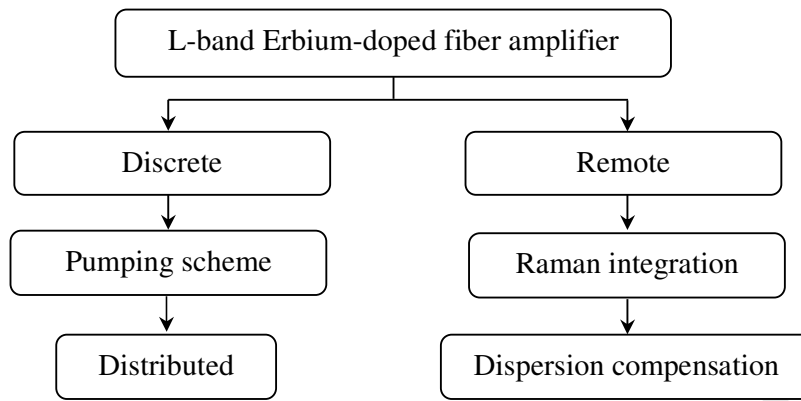 L-band Erbium-doped fiber amplifier
Discrete
Remote
Pumping scheme
Raman integration
Distributed
Dispersion compensation